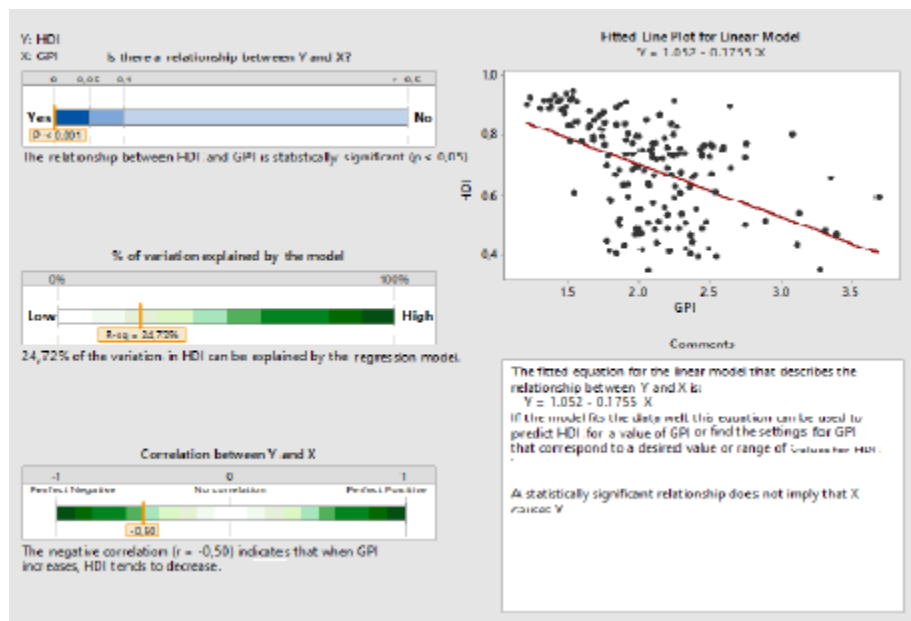 Y: HDI
X: GPI
Is there a relationship between Y and X?
0 0,05 0,1 > 0,5
Yes No
P < 0,001
The relationship between HDI and GPI is statistically significant (p < 0,05)
% of variation explained by the model
0% 100%
Low High
R-sq = 24,72%
24,72% of the variation in HDI can be explained by the regression model.
Correlation between Y and X
-1 0 1
Perfect Negative No correlation Perfect Positive
-0,50
The negative correlation (r = -0,50) indicates that when GPI
increases, HDI tends to decrease.
Fitted Line Plot for Linear Model
Y = 1.052 - 0.1755 X
1.0
0.8
0.6
0.4
HDI
1.5 2.0 2.5 3.0 3.5
GPI
Comments
The fitted equation for the linear model that describes the
relationship between Y and X is:
Y = 1.052 - 0.1755 X
If the model fits the data well this equation can be used to
predict HDI for a value of GPI or find the settings for GPI
that correspond to a desired value or range of values for HDI.
A statistically significant relationship does not imply that X
causes Y